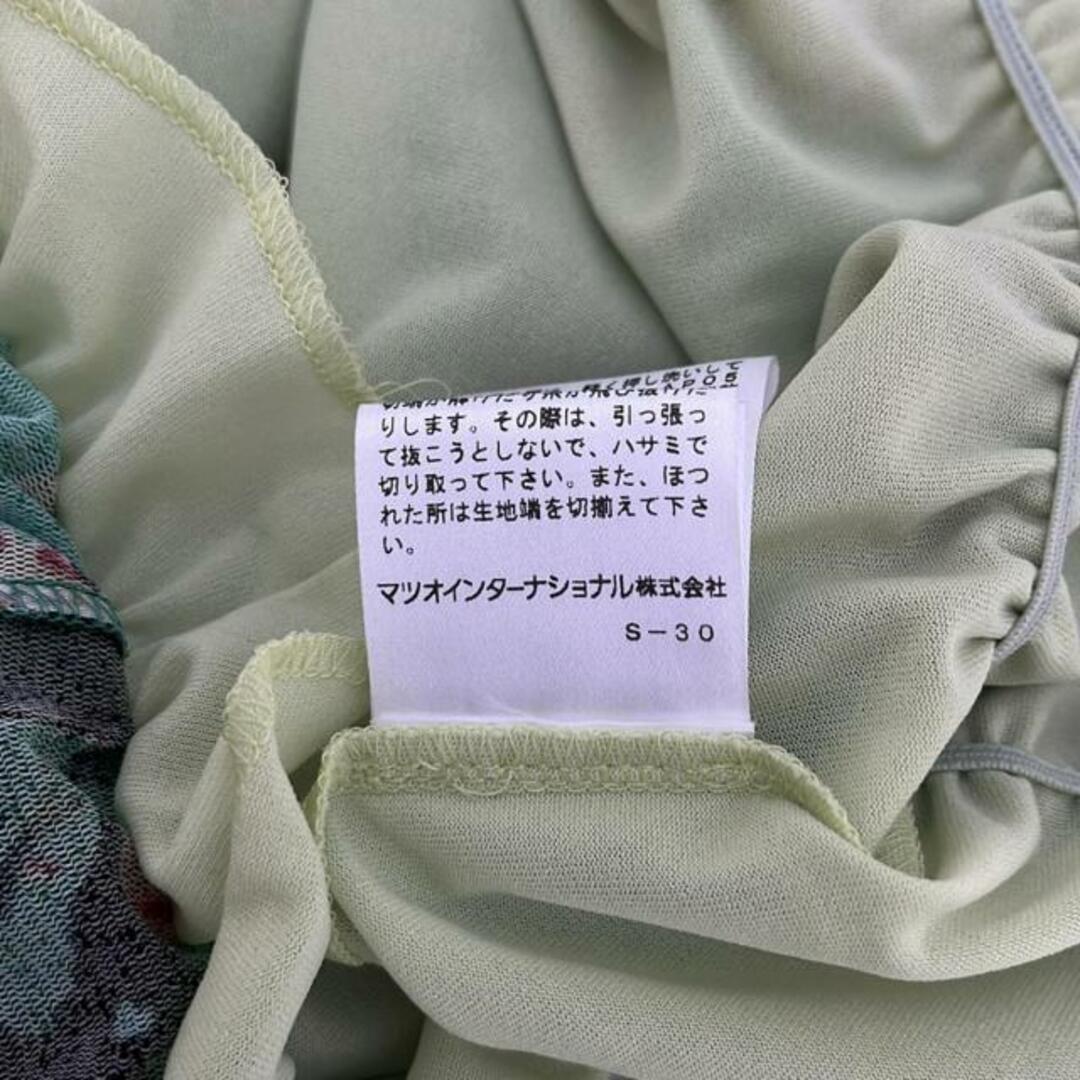 りします。その際は、引っ張っ
て抜こうとしないで、ハサミで
切り取って下さい。また、ほつ
れた所は生地端を切揃えて下さ
い。
マツオインターナショナル株式会社
S-30